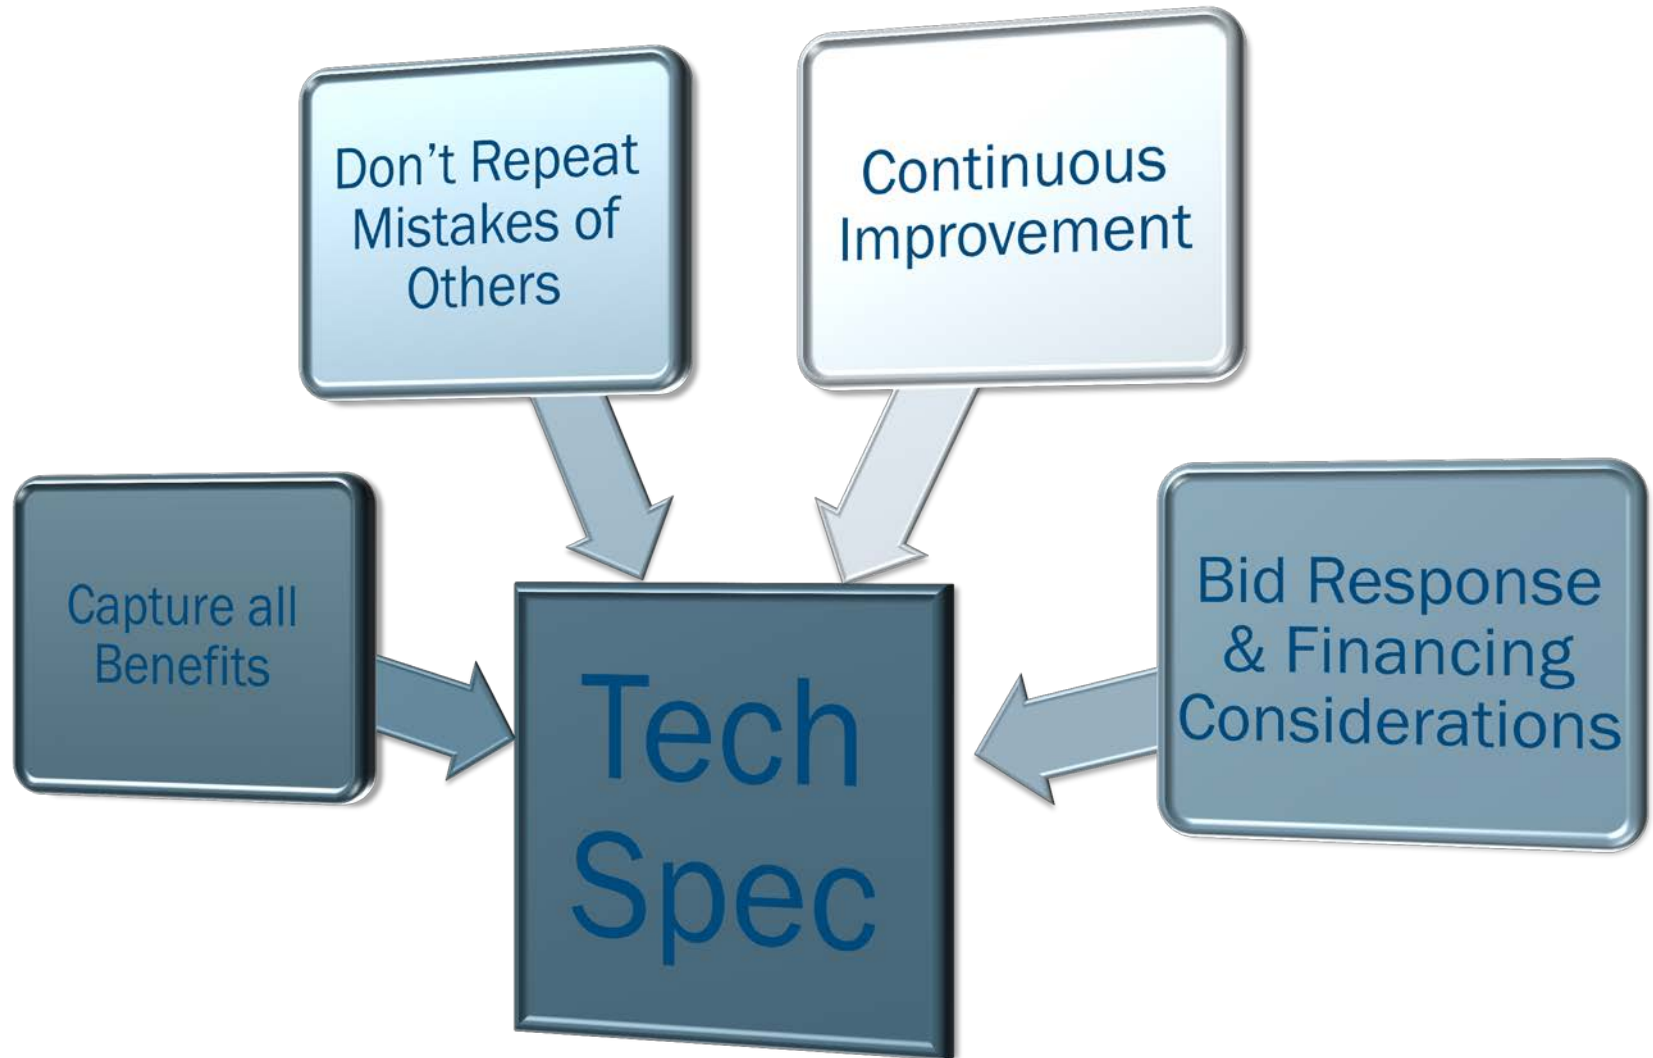 Don't Repeat
Mistakes of
Others
Continuous
Improvement
Capture all
Benefits
Bid Response
& Financing
Considerations
Tech
Spec